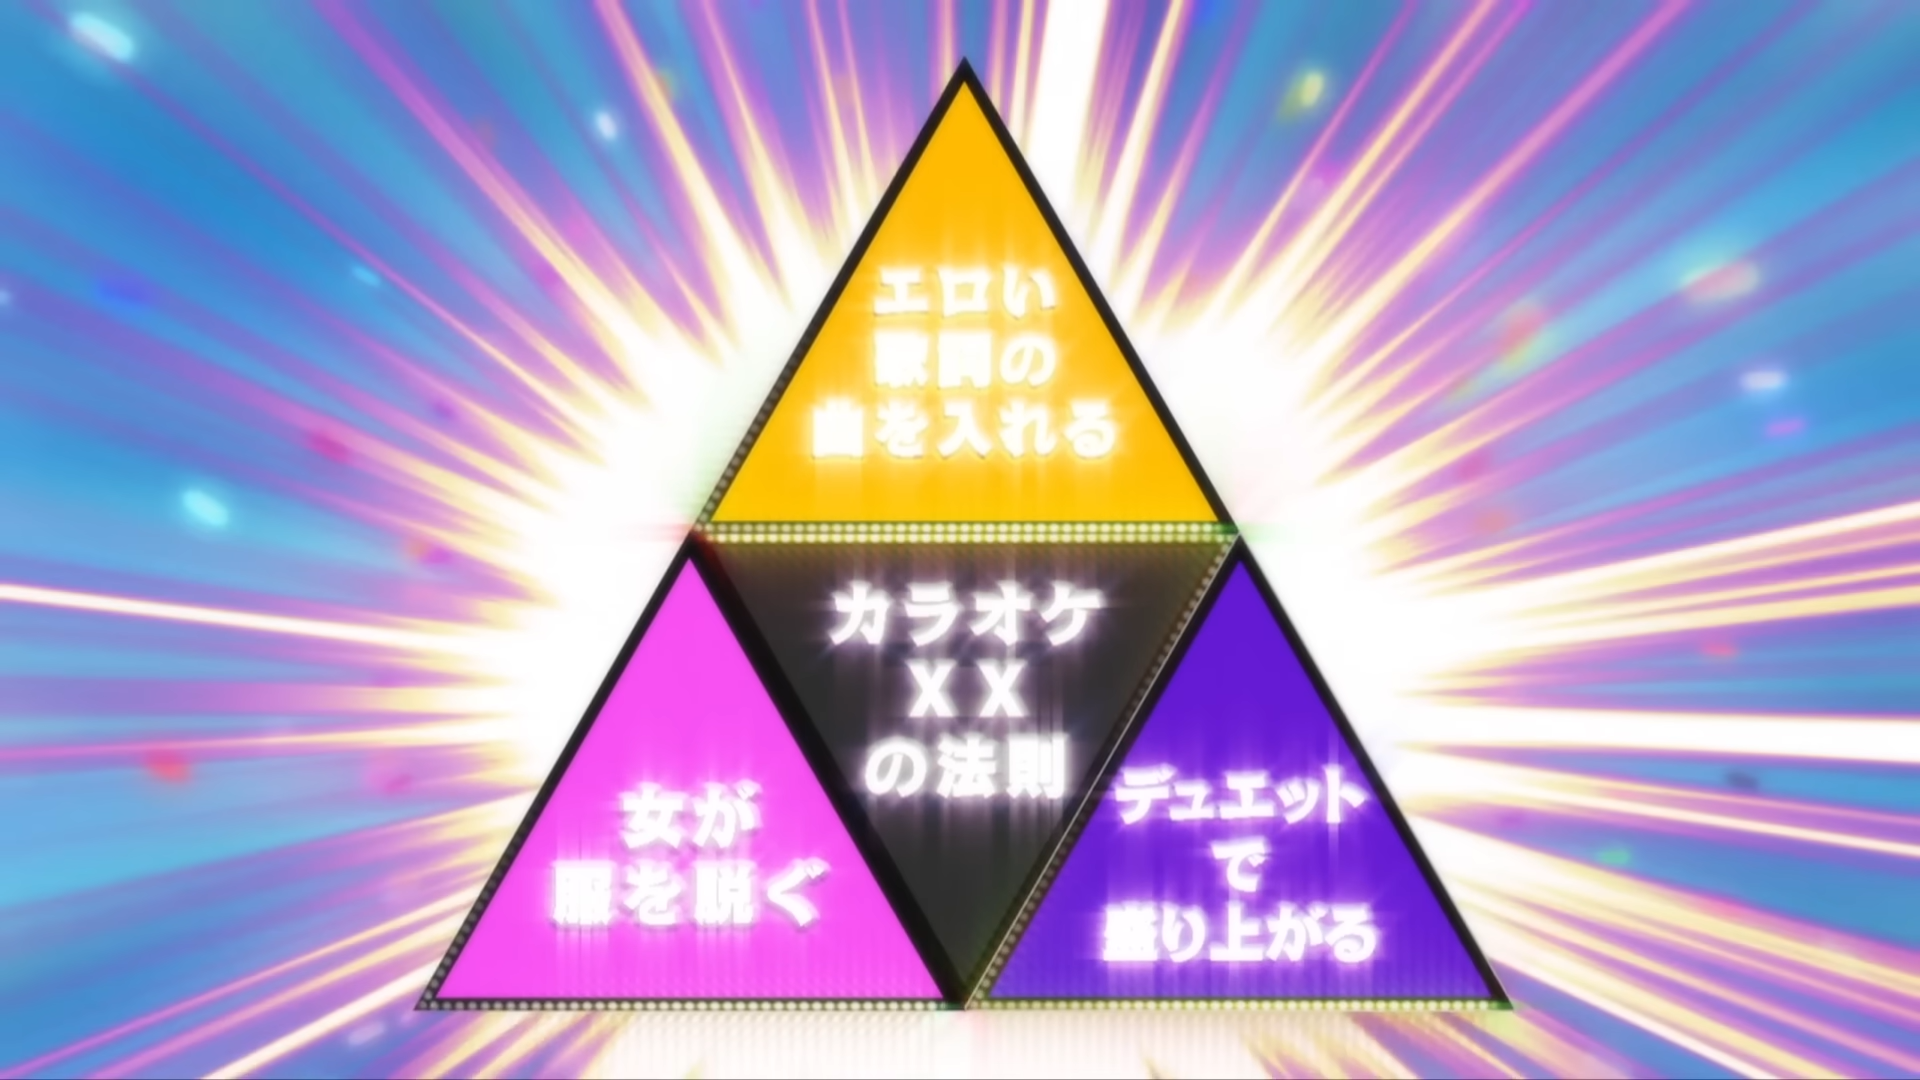 エロい
歌詞の
曲を入れる
カラオケ
XX
の法則
女が
服を脱ぐ
デュエット
で
盛り上がる